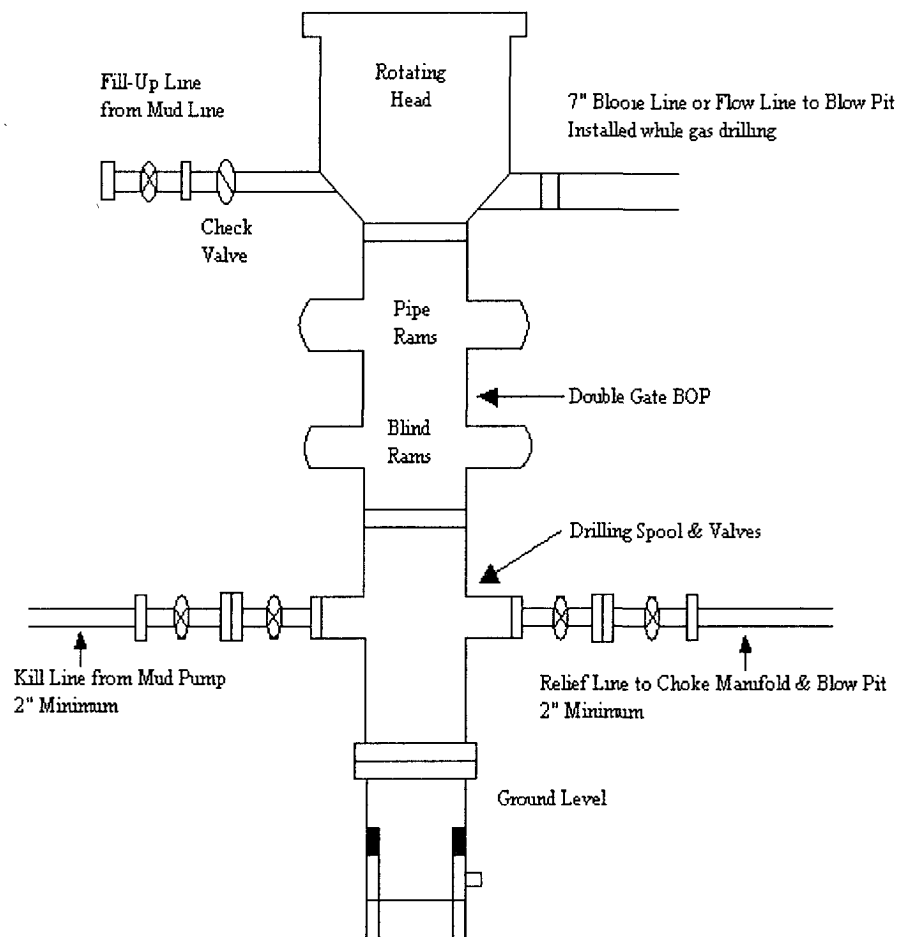 Rotating
Head
Fill-Up Line
from Mud Line
7" Blooie Line or Flow Line to Blow Pit
Installed while gas drilling
Check
Valve
Pipe
Rams
Double Gate BOP
Blind
Rams
Drilling Spool & Valves
Kill Line from Mud Pump
2" Minimum
Relief Line to Choke Manifold & Blow Pit
2" Minimum
Ground Level